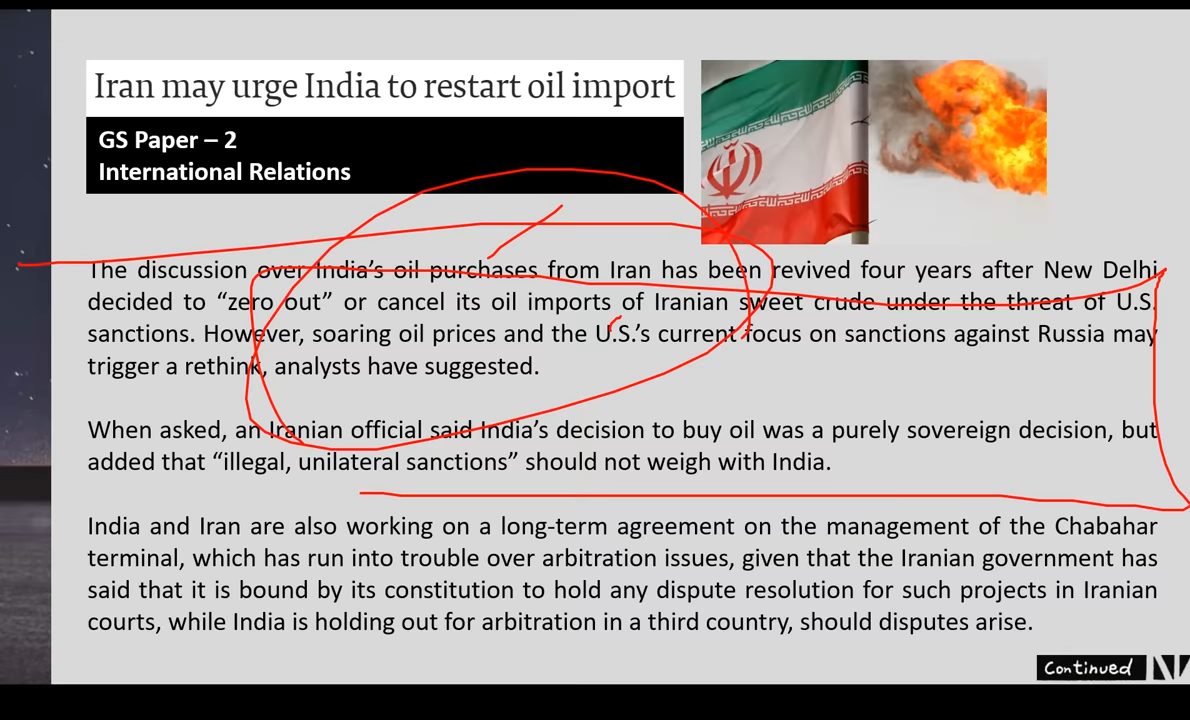 Iran may urge India to restart oil import
GS Paper – 2
International Relations
The discussion over India’s oil purchases from Iran has been revived four years after New Delhi
decided to “zero out” or cancel its oil imports of Iranian sweet crude under the threat of U.S.
sanctions. However, soaring oil prices and the U.S.’s current focus on sanctions against Russia may
trigger a rethink, analysts have suggested.
When asked, an Iranian official said India’s decision to buy oil was a purely sovereign decision, but
added that “illegal, unilateral sanctions” should not weigh with India.
India and Iran are also working on a long-term agreement on the management of the Chabahar
terminal, which has run into trouble over arbitration issues, given that the Iranian government has
said that it is bound by its constitution to hold any dispute resolution for such projects in Iranian
courts, while India is holding out for arbitration in a third country, should disputes arise.
Continued